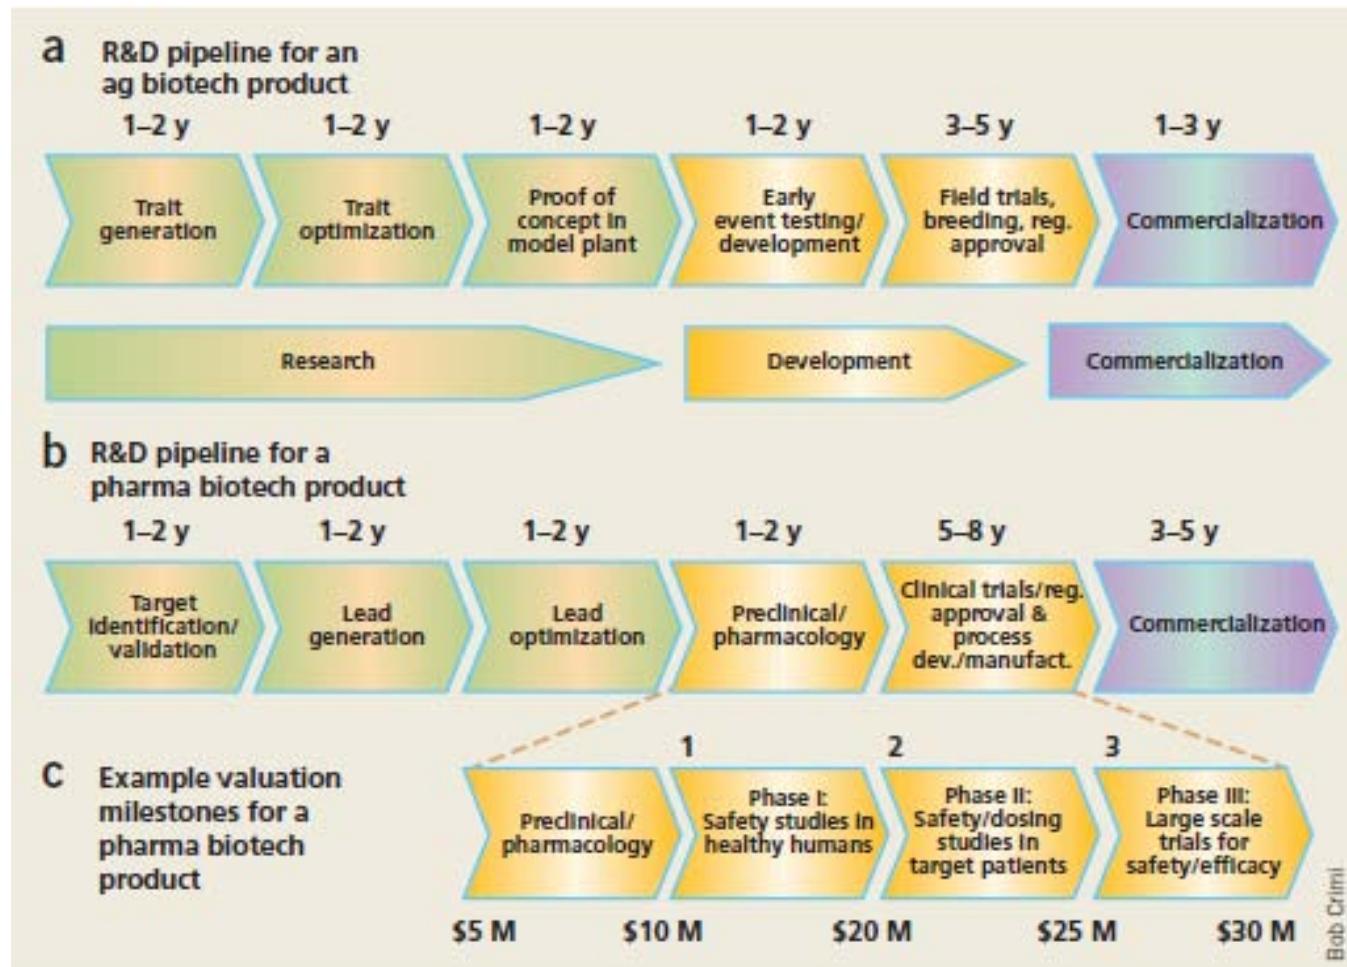 a R&D pipeline for an
ag biotech product
1–2 y 1–2 y 1–2 y 1–2 y 3–5 y 1–3 y
Trait
generation
Trait
optimization
Proof of
concept in
model plant
Early
event testing/
development
Field trials,
breeding, reg.
approval
Commercialization
Research
Development
Commercialization
b R&D pipeline for a
pharma biotech product
1–2 y 1–2 y 1–2 y 1–2 y 5–8 y 3–5 y
Target
identification/
validation
Lead
generation
Lead
optimization
Preclinical/
pharmacology
Clinical trials/reg.
approval &
process
dev./manufact.
Commercialization
c Example valuation
milestones for a
pharma biotech
product
1 2 3
Preclinical/
pharmacology
Phase I:
Safety studies in
healthy humans
Phase II:
Safety/dosing
studies in
target patients
Phase III:
Large scale
trials for
safety/efficacy
$5 M $10 M $20 M $25 M $30 M
Bob Crimi